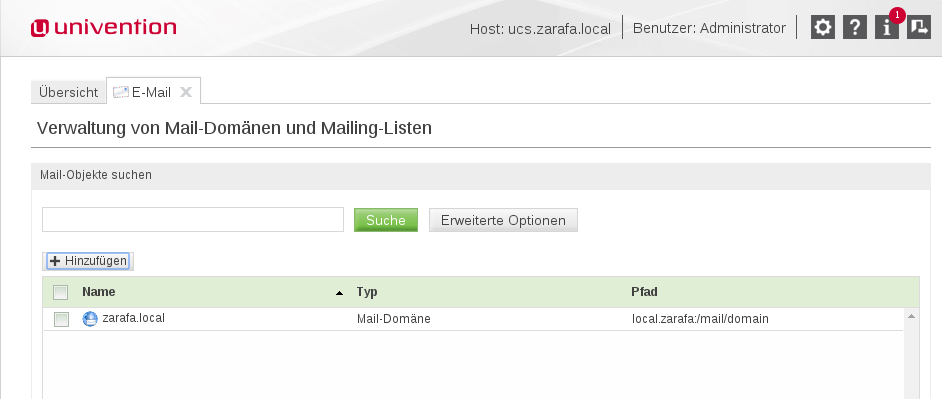 univention
Host: ucs.zarafa.local
Benutzer: Administrator
1
Übersicht
E-Mail
Verwaltung von Mail-Domänen und Mailing-Listen
Mail-Objekte suchen
Suche
Erweiterte Optionen
Hinzufügen
Name Typ Pfad
zarafa.local Mail-Domäne local.zarafa:/mail/domain